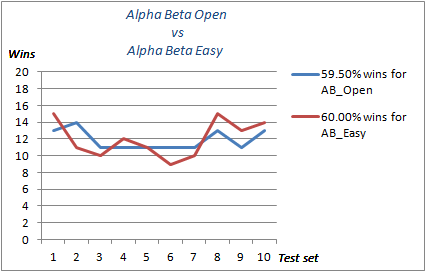 Alpha Beta Open
vs
Alpha Beta Easy
Wins
20
18
16
14
12
10
8
6
4
2
0
1 2 3 4 5 6 7 8 9 10 Test set
59.50% wins for
AB_Open
60.00% wins for
AB_Easy